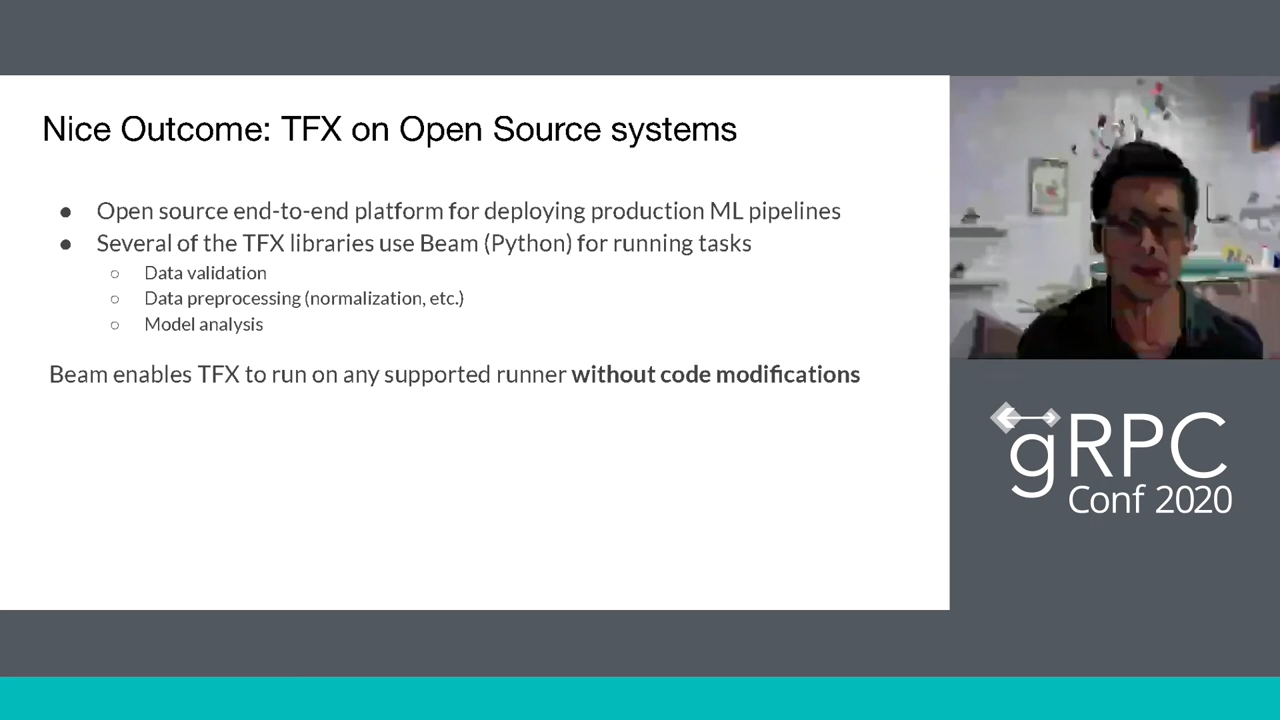 Nice Outcome: TFX on Open Source systems
● Open source end-to-end platform for deploying production ML pipelines
● Several of the TFX libraries use Beam (Python) for running tasks
○ Data validation
○ Data preprocessing (normalization, etc.)
○ Model analysis
Beam enables TFX to run on any supported runner without code modifications
gRPC
Conf 2020